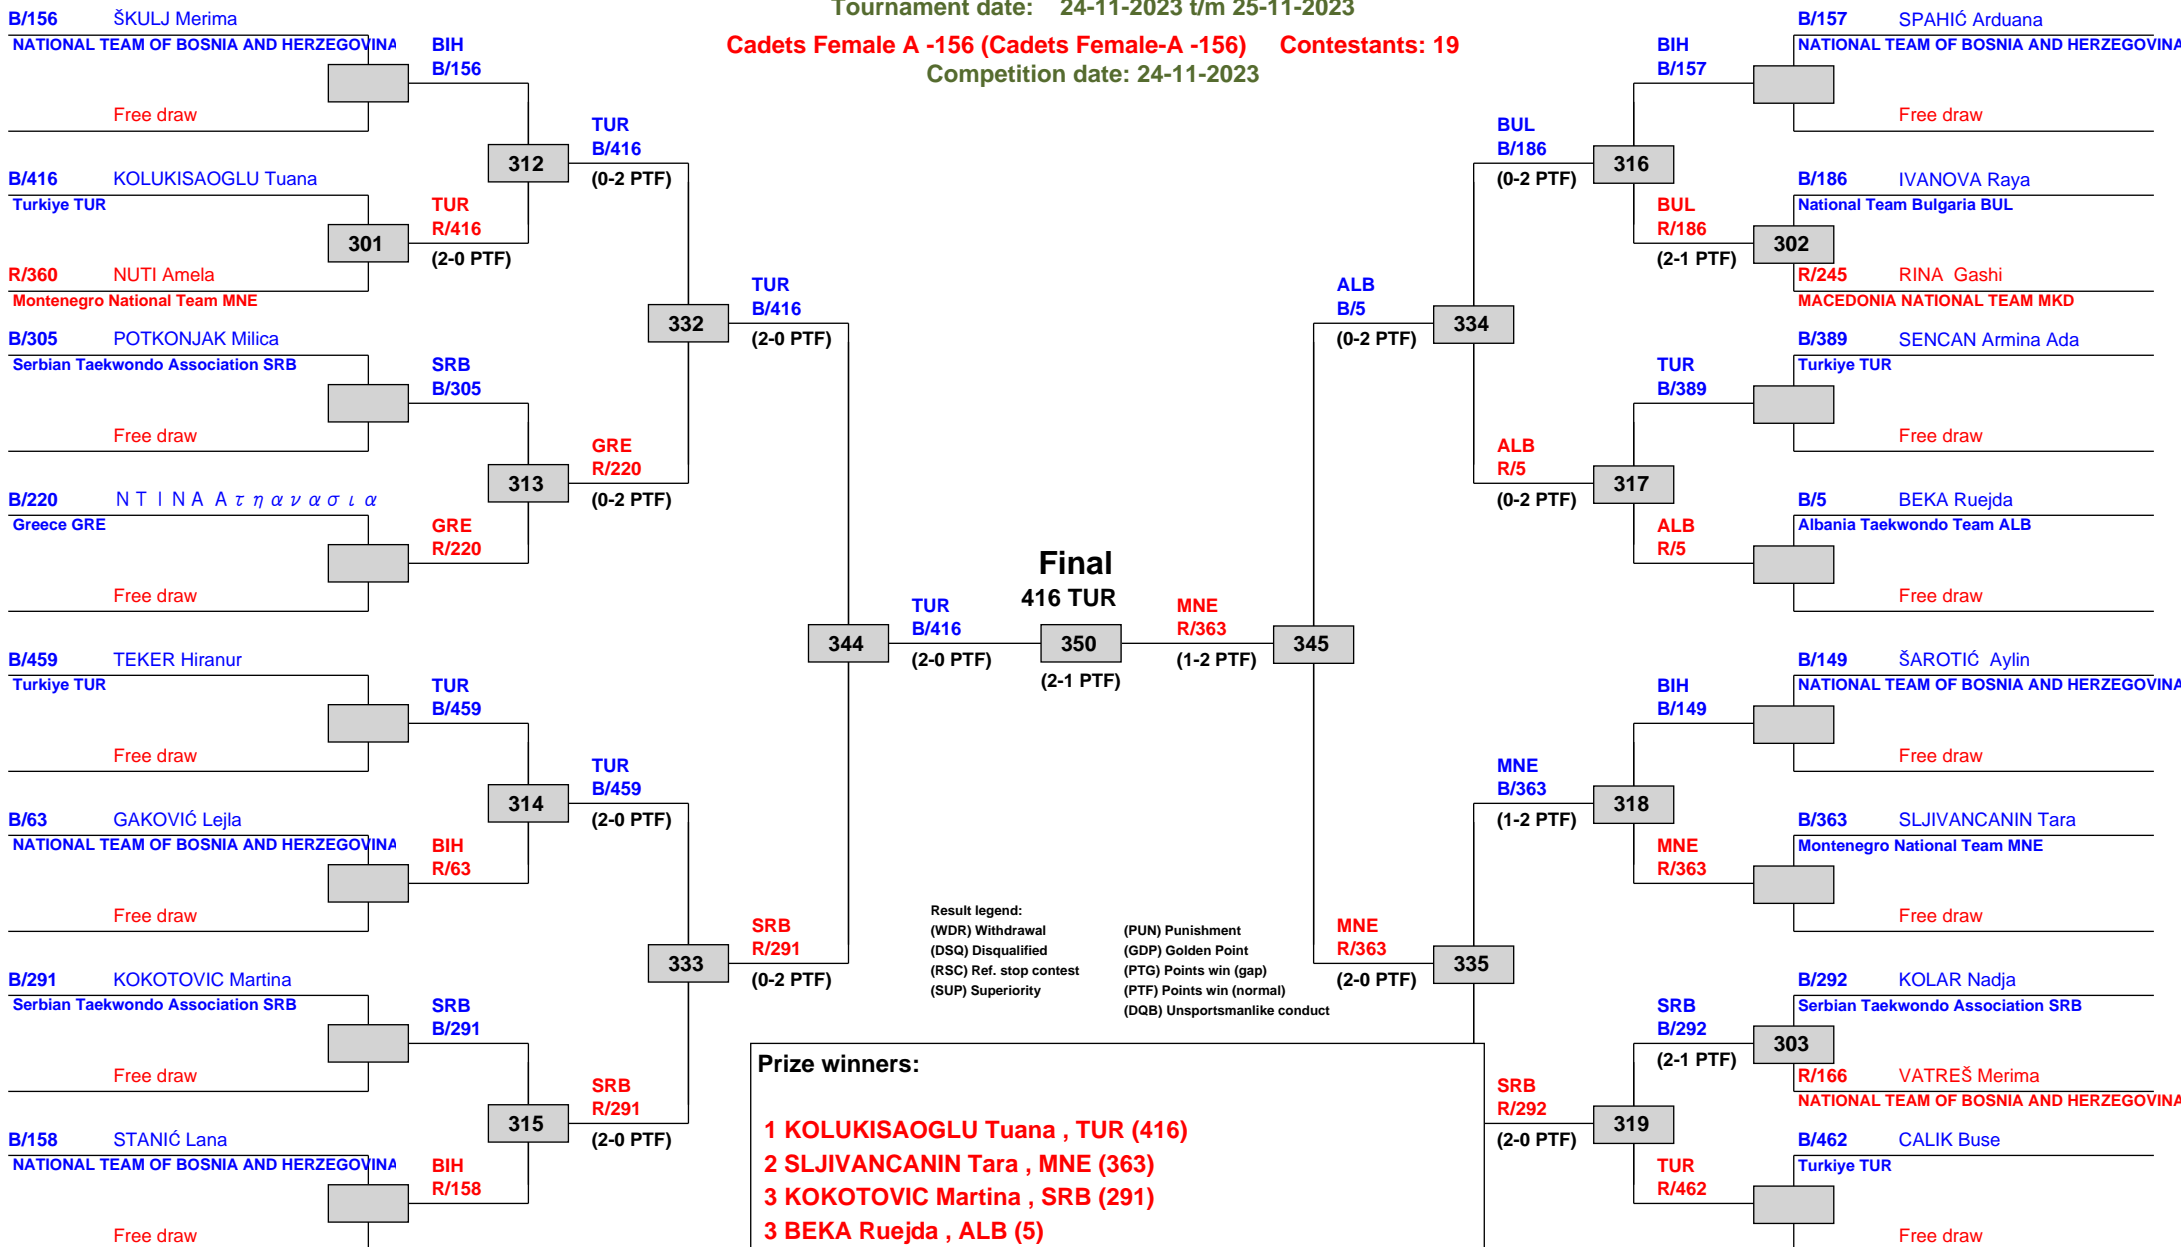 Tournament date: 24-11-2023 t/m 25-11-2023
Cadets Female A -156 (Cadets Female-A -156) Contestants: 19
Competition date: 24-11-2023
B/156 ŠKULJ Merima
NATIONAL TEAM OF BOSNIA AND HERZEGOVINA
Free draw
B/416 KOLUKISAOGLU Tuana
Turkiye TUR
301
R/360 NUTI Amela
Montenegro National Team MNE
B/305 POTKONJAK Milica
Serbian Taekwondo Association SRB
Free draw
B/220 ΝΤΙΝΑ Ατηανασια
Greece GRE
Free draw
B/459 TEKER Hiranur
Turkiye TUR
Free draw
B/63 GAKOVIĆ Lejla
NATIONAL TEAM OF BOSNIA AND HERZEGOVINA
Free draw
B/291 KOKOTOVIC Martina
Serbian Taekwondo Association SRB
Free draw
B/158 STANIĆ Lana
NATIONAL TEAM OF BOSNIA AND HERZEGOVINA
Free draw
BIH
B/156
312
TUR
R/416
(2-0 PTF)
SRB
B/305
313
GRE
R/220
TUR
B/459
314
BIH
R/63
SRB
B/291
315
BIH
R/158
TUR
B/416
(0-2 PTF)
332
GRE
R/220
(0-2 PTF)
TUR
B/459
(2-0 PTF)
333
SRB
R/291
(2-0 PTF)
TUR
B/416
(2-0 PTF)
344
SRB
R/291
(0-2 PTF)
TUR
B/416
(2-0 PTF)
Final
416 TUR
350
(2-1 PTF)
MNE
R/363
(1-2 PTF)
345
ALB
B/5
(0-2 PTF)
334
MNE
R/363
(2-0 PTF)
335
BUL
B/186
(0-2 PTF)
316
ALB
R/5
(0-2 PTF)
317
MNE
B/363
(1-2 PTF)
318
SRB
R/292
(2-0 PTF)
319
BIH
B/157
BUL
R/186
(2-1 PTF)
302
TUR
B/389
ALB
R/5
BIH
B/149
MNE
R/363
SRB
B/292
(2-1 PTF)
303
TUR
R/462
B/157 SPAHIĆ Arduana
NATIONAL TEAM OF BOSNIA AND HERZEGOVINA
Free draw
B/186 IVANOVA Raya
National Team Bulgaria BUL
R/245 RINA Gashi
MACEDONIA NATIONAL TEAM MKD
B/389 SENCAN Armina Ada
Turkiye TUR
Free draw
B/5 BEKA Ruejda
Albania Taekwondo Team ALB
Free draw
B/149 ŠAROTIĆ Aylin
NATIONAL TEAM OF BOSNIA AND HERZEGOVINA
Free draw
B/363 SLJIVANCANIN Tara
Montenegro National Team MNE
Free draw
B/292 KOLAR Nadja
Serbian Taekwondo Association SRB
R/166 VATREŠ Merima
NATIONAL TEAM OF BOSNIA AND HERZEGOVINA
B/462 CALIK Buse
Turkiye TUR
Free draw
Result legend:
(WDR) Withdrawal
(DSQ) Disqualified
(RSC) Ref. stop contest
(SUP) Superiority
(PUN) Punishment
(GDP) Golden Point
(PTG) Points win (gap)
(PTF) Points win (normal)
(DQB) Unsportsmanlike conduct
Prize winners:
1 KOLUKISAOGLU Tuana , TUR (416)
2 SLJIVANCANIN Tara , MNE (363)
3 KOKOTOVIC Martina , SRB (291)
3 BEKA Ruejda , ALB (5)